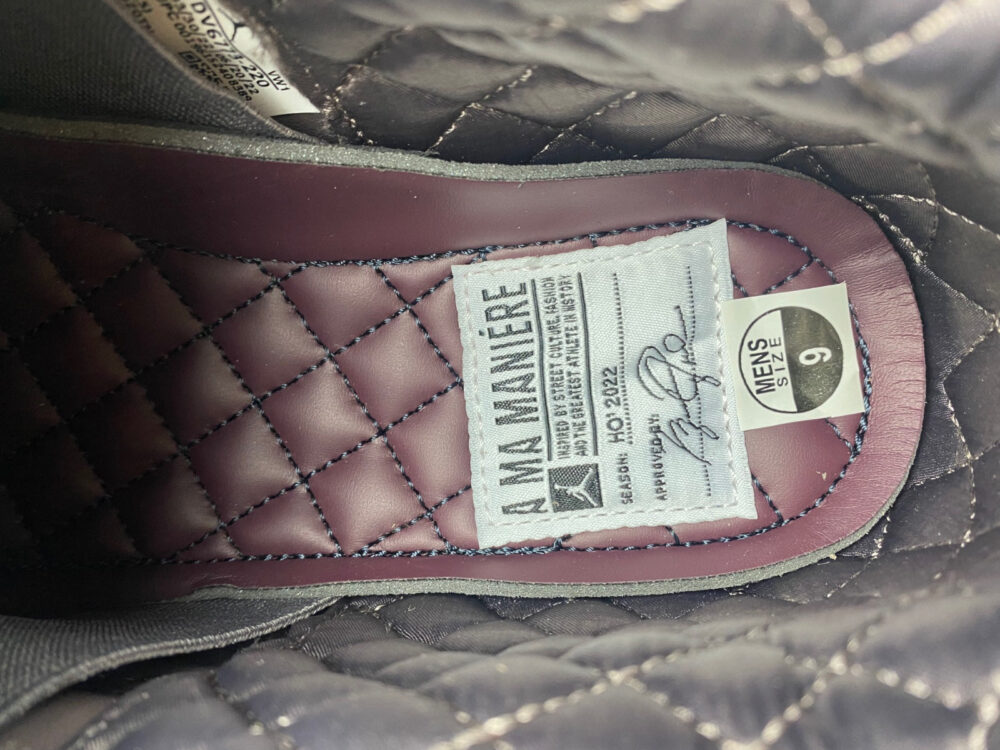 A MA MANIÉRE
INSPIRED BY STREET CULTURE, FASHION
AND THE GREATEST ATHLETE IN HISTORY
SEASON: HO' 2022
APPROVED BY:
MENS
SIZE
9
VW1